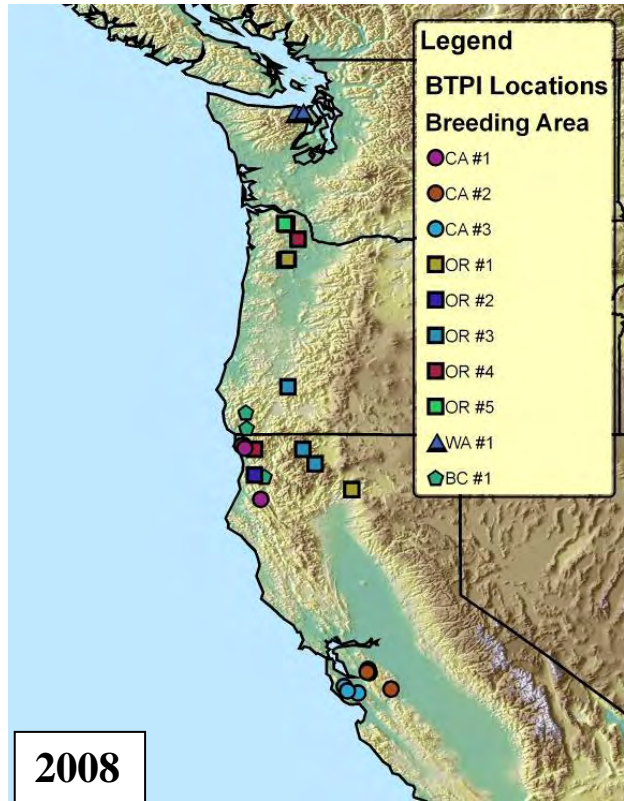 Legend
BTPI Locations
Breeding Area
CA #1
CA #2
CA #3
OR #1
OR #2
OR #3
OR #4
OR #5
WA #1
BC #1
2008